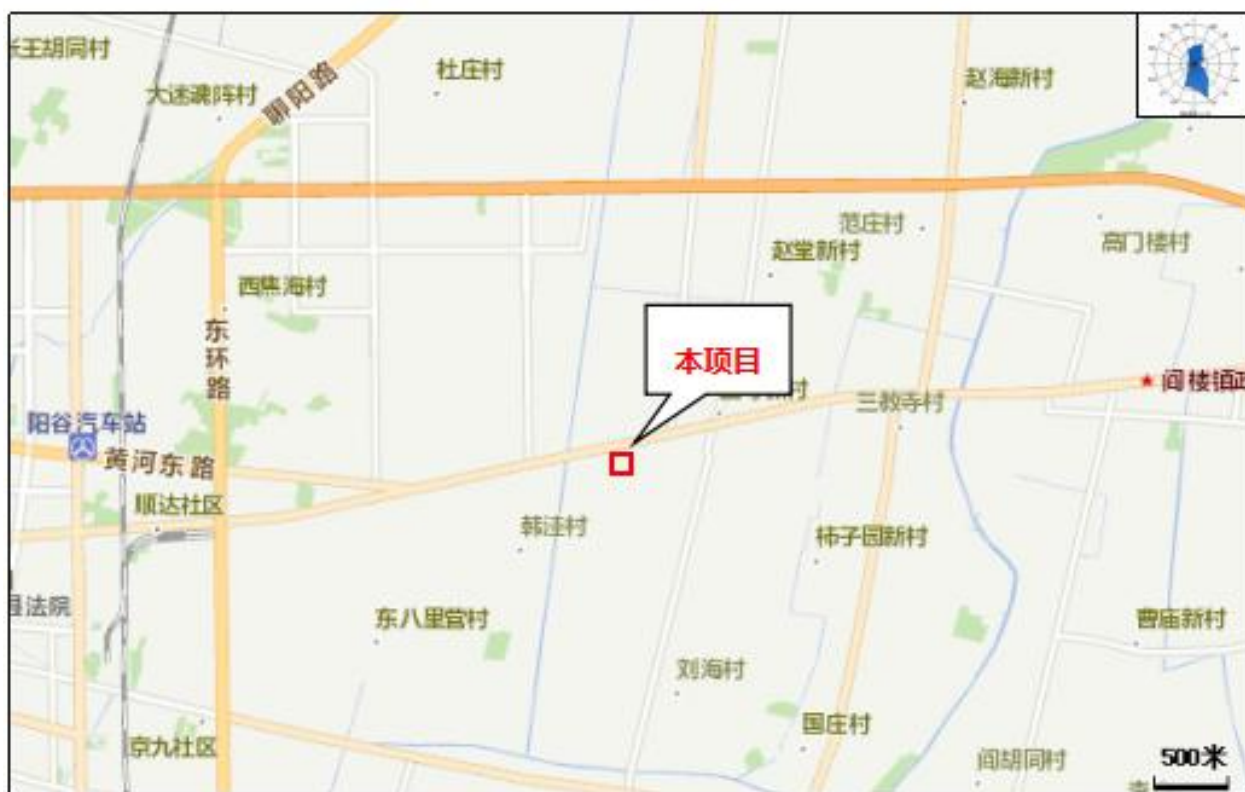 张王胡同村
杜庄村
赵海新村
大迷魂阵村
聊阳路
范庄村
高门楼村
赵堂新村
西焦海村
东环路
本项目
阎楼镇政
三教寺村
阳谷汽车站
黄河东路
顺达社区
韩洼村
柿子园新村
县法院
东八里营村
曹庙新村
刘海村
国庄村
京九社区
阎胡同村
500米